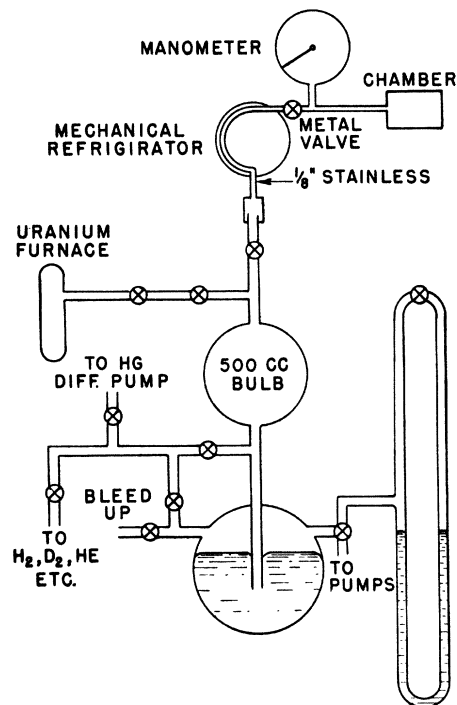 MANOMETER
CHAMBER
METAL
VALVE
MECHANICAL
REFRIGIRATOR
1/8" STAINLESS
URANIUM
FURNACE
500 CC
BULB
TO HG
DIFF. PUMP
BLEED
UP
TO
H2, D2, HE
ETC.
TO
PUMPS